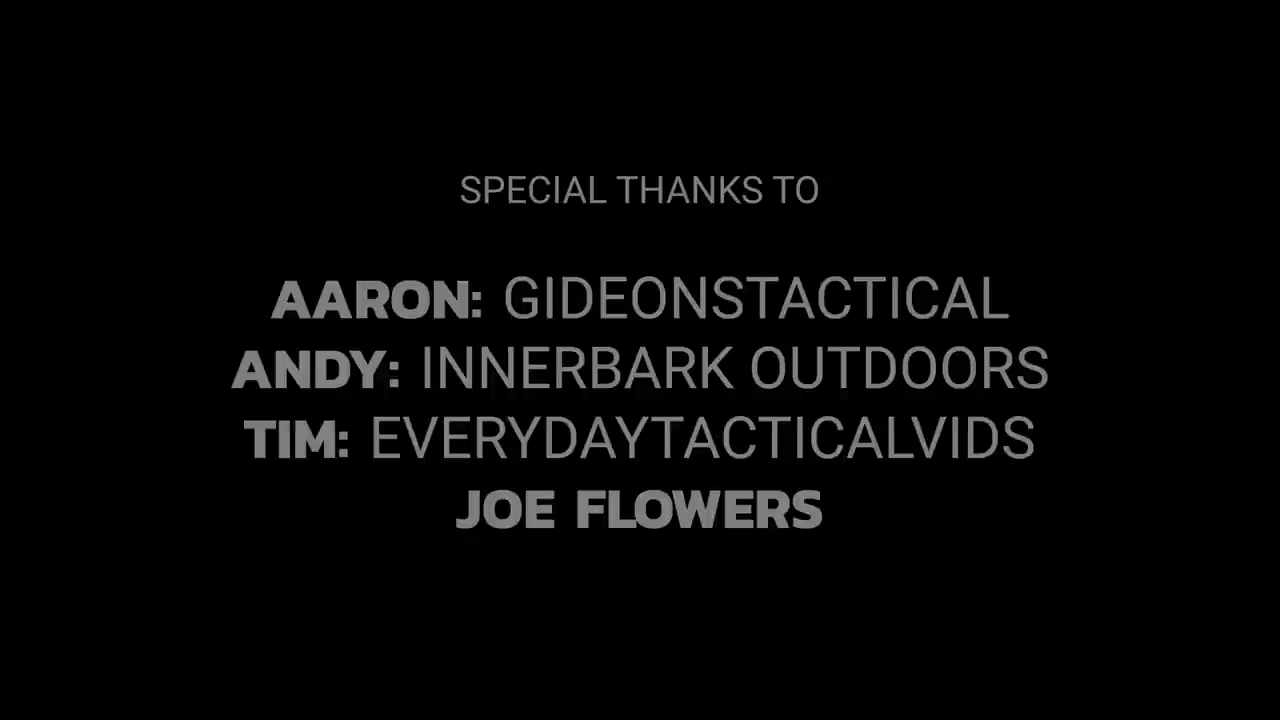 SPECIAL THANKS TO
AARON: GIDEONSTACTICAL
ANDY: INNERBARK OUTDOORS
TIM: EVERYDAYTACTICALVIDS
JOE FLOWERS